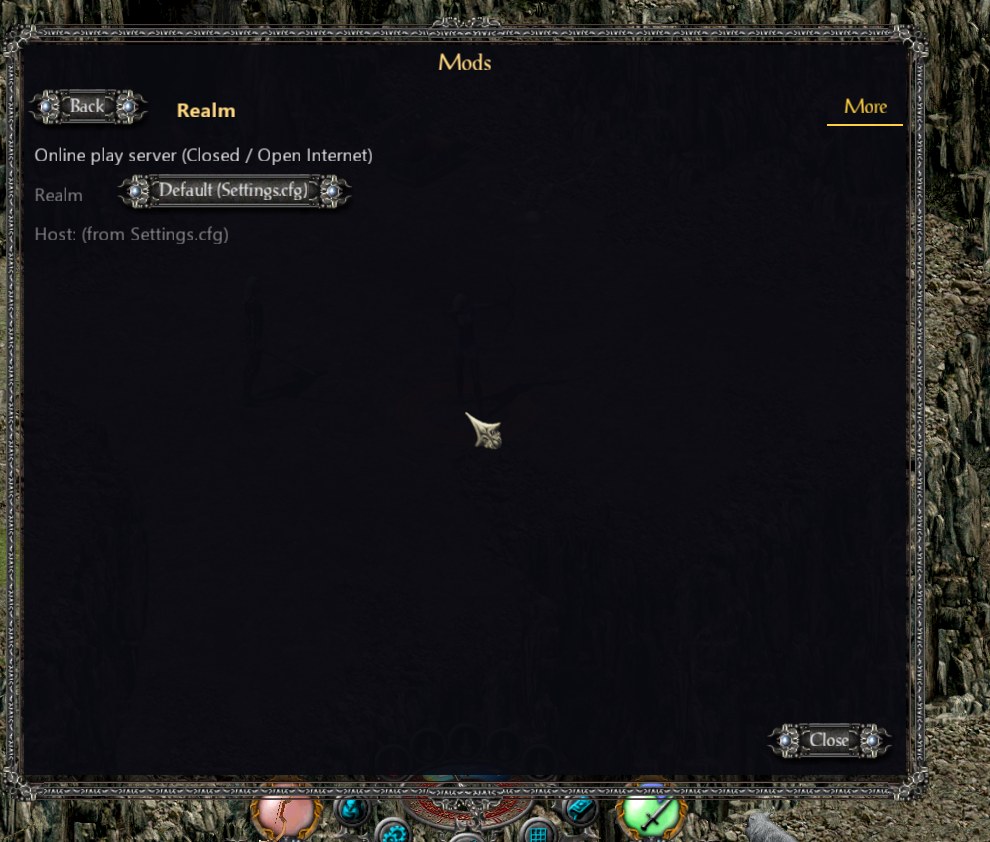 Mods
Back
Realm
More
Online play server (Closed / Open Internet)
Realm
Default (Settings.cfg)
Host: (from Settings.cfg)
Close